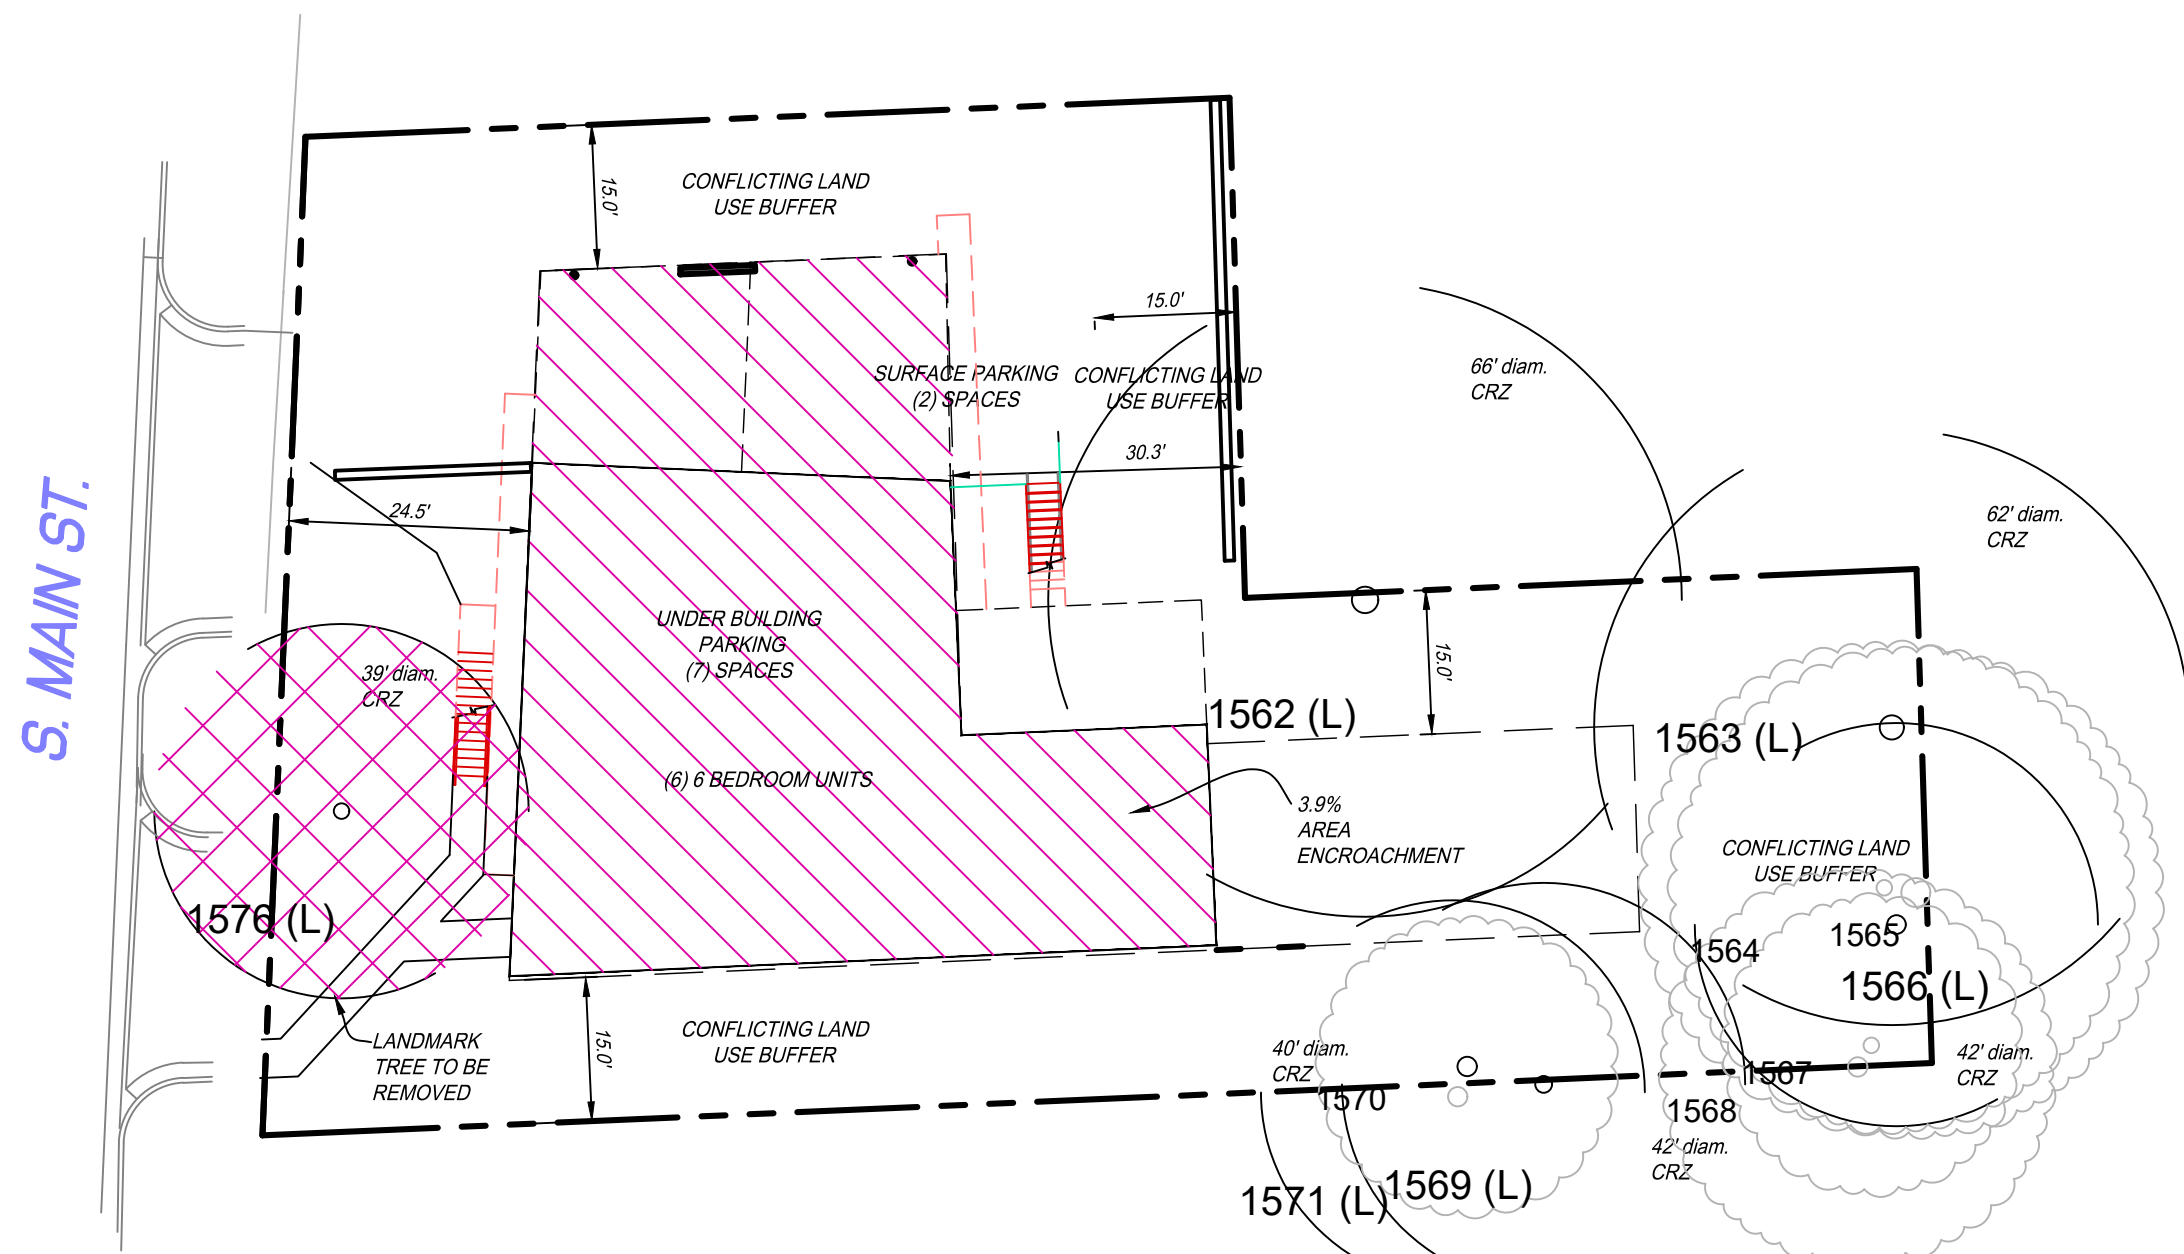 CONFLICTING LAND
USE BUFFER
15.0'
15.0'
SURFACE PARKING
(2) SPACES
CONFLICTING LAND
USE BUFFER
66' diam.
CRZ
30.3'
24.5'
62' diam.
CRZ
S. MAIN ST.
UNDER BUILDING
PARKING
(7) SPACES
39' diam.
CRZ
15.0'
1562 (L)
1563 (L)
(6) 6 BEDROOM UNITS
3.9%
AREA
ENCROACHMENT
CONFLICTING LAND
USE BUFFER
1576 (L)
1564
1565
1566 (L)
LANDMARK
TREE TO BE
REMOVED
15.0'
CONFLICTING LAND
USE BUFFER
40' diam.
CRZ
42' diam.
CRZ
1567
1570
1568
42' diam.
CRZ
1571 (L)
1569 (L)